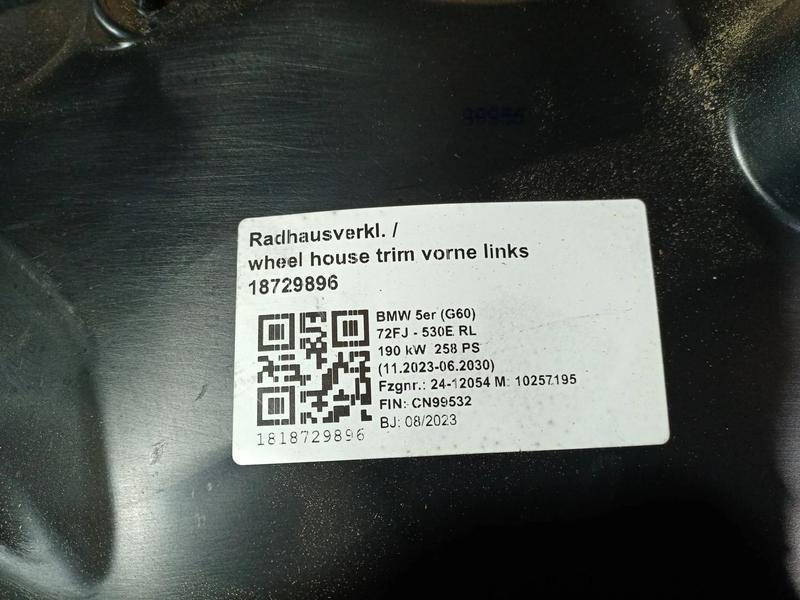 Radhausverkl. /
wheel house trim vorne links
18729896
BMW 5er (G60)
72FJ - 530E RL
190 kW 258 PS
(11.2023-06.2030)
Fzgnr.: 24-12054 M: 10257195
FIN: CN99532
BJ: 08/2023
1818729896